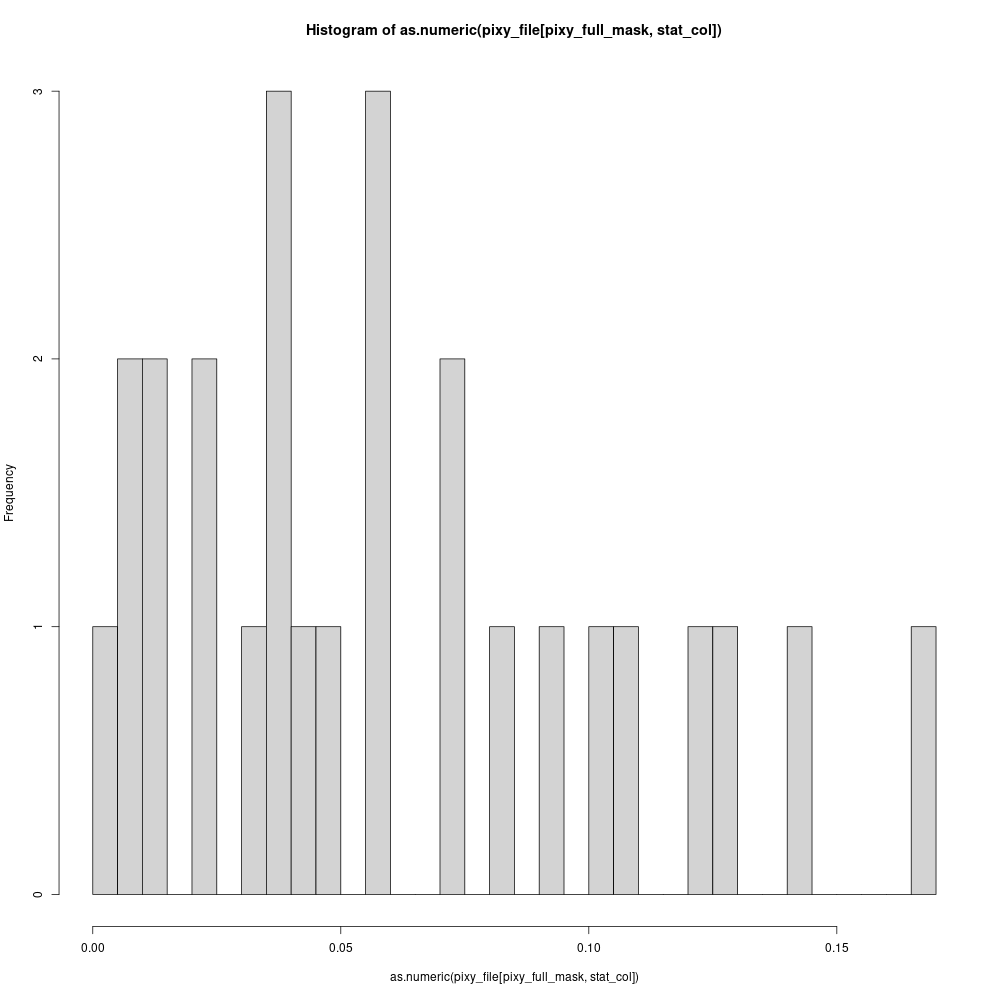 Histogram of as.numeric(pixy_file[pixy_full_mask, stat_col])
3
2
1
0
Frequency
0.00 0.05 0.10 0.15
as.numeric(pixy_file[pixy_full_mask, stat_col])